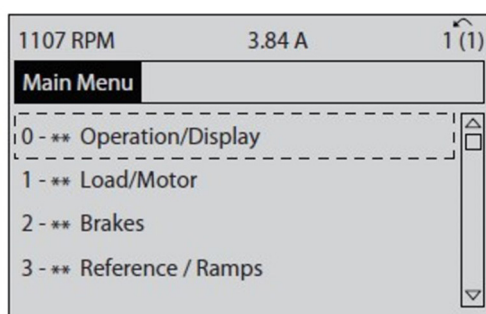 1107 RPM 3.84 A 1 (1)
Main Menu
0 - ** Operation/Display
1 - ** Load/Motor
2 - ** Brakes
3 - ** Reference / Ramps